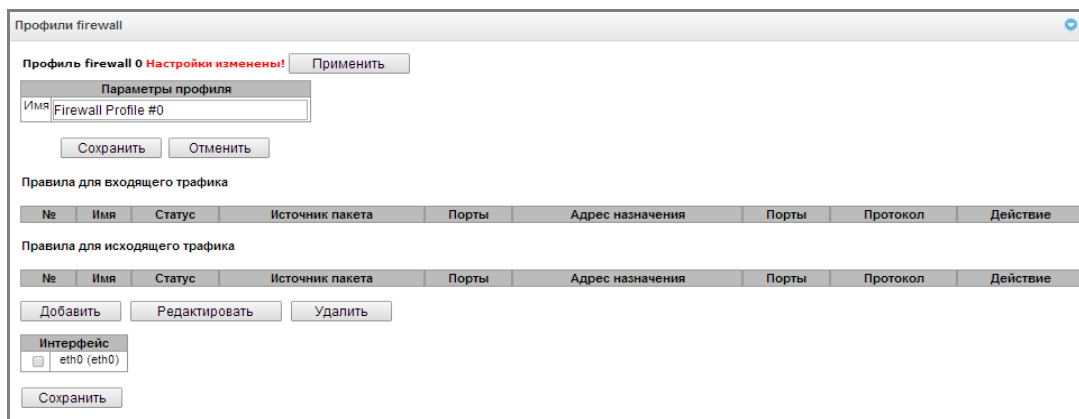 Профили firewall
Профиль firewall 0 Настройки изменены! Применить
Параметры профиля
Имя Firewall Profile #0
Сохранить Отменить
Правила для входящего трафика
№ Имя Статус Источник пакета Порты Адрес назначения Порты Протокол Действие
Правила для исходящего трафика
№ Имя Статус Источник пакета Порты Адрес назначения Порты Протокол Действие
Добавить Редактировать Удалить
Интерфейс
eth0 (eth0)
Сохранить